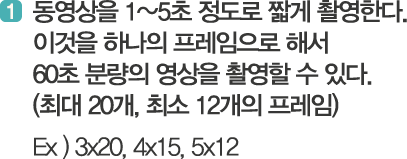 1 동영상을 1~5초 정도로 짧게 촬영한다.
이것을 하나의 프레임으로 해서
60초 분량의 영상을 촬영할 수 있다.
(최대 20개, 최소 12개의 프레임)
Ex ) 3x20, 4x15, 5x12